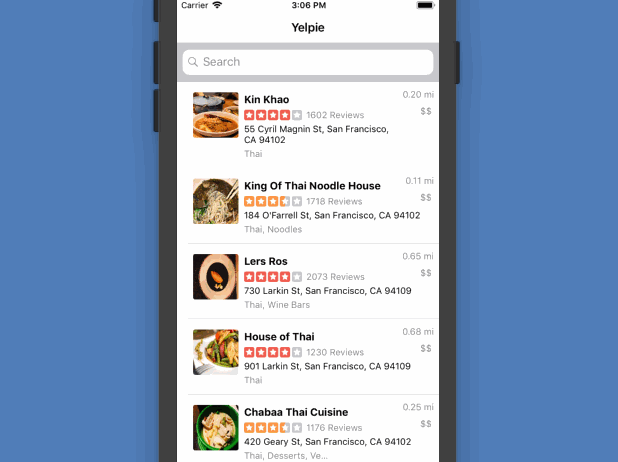 Carrier 3:06 PM
Yelpie
Search
Kin Khao 0.20 mi
1602 Reviews $$
55 Cyril Magnin St, San Francisco,
CA 94102
Thai
King Of Thai Noodle House 0.11 mi
1718 Reviews $$
184 O'Farrell St, San Francisco, CA 94102
Thai, Noodles
Lers Ros 0.65 mi
2073 Reviews $$
730 Larkin St, San Francisco, CA 94109
Thai, Wine Bars
House of Thai 0.68 mi
1230 Reviews $$
901 Larkin St, San Francisco, CA 94109
Thai
Chabaa Thai Cuisine 0.25 mi
1176 Reviews $$
420 Geary St, San Francisco, CA 94102
Thai, Desserts, Ve...